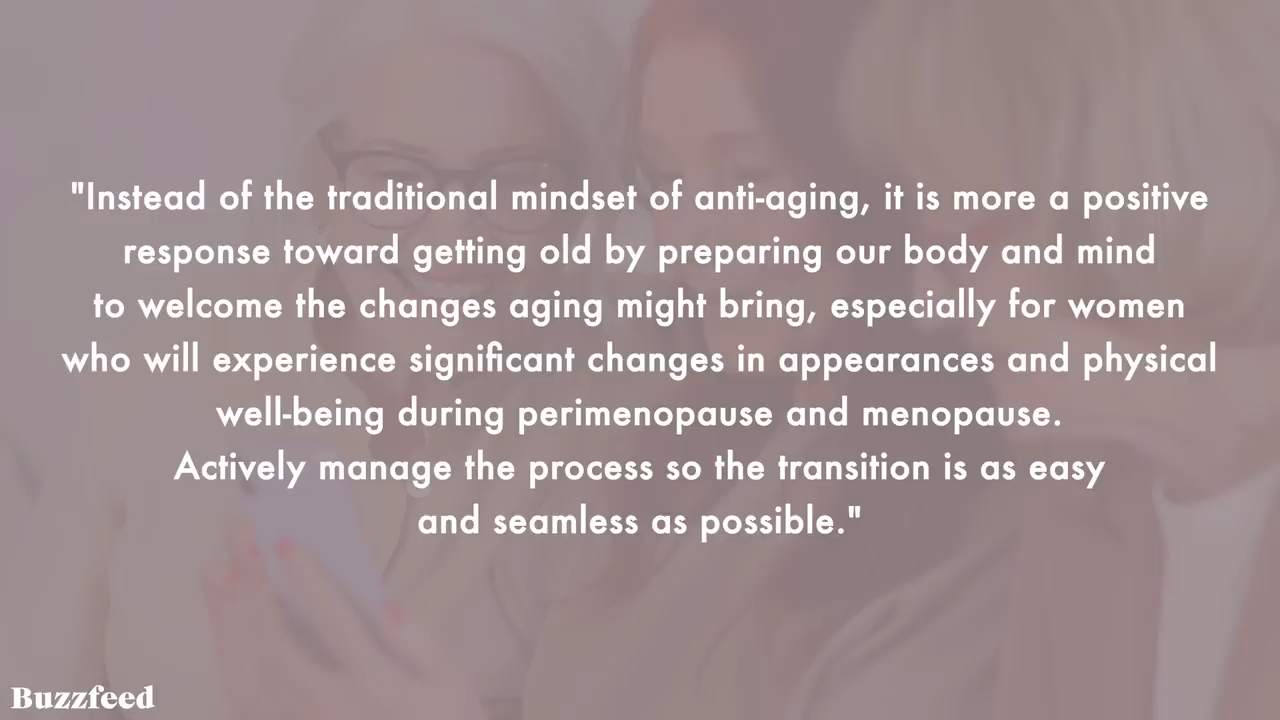 "Instead of the traditional mindset of anti-aging, it is more a positive
response toward getting old by preparing our body and mind
to welcome the changes aging might bring, especially for women
who will experience significant changes in appearances and physical
well-being during perimenopause and menopause.
Actively manage the process so the transition is as easy
and seamless as possible."
Buzzfeed